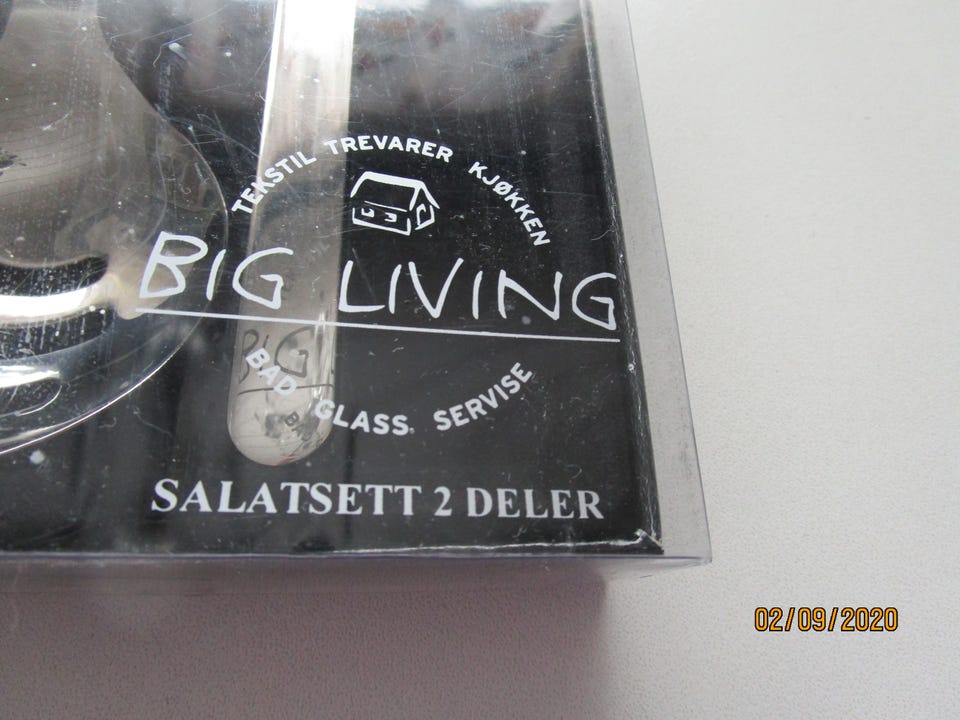 TEKSTIL TREVARER KJØKKEN
BIG LIVING
BAD GLASS SERVISE
SALATSETT 2 DELER
02/09/2020